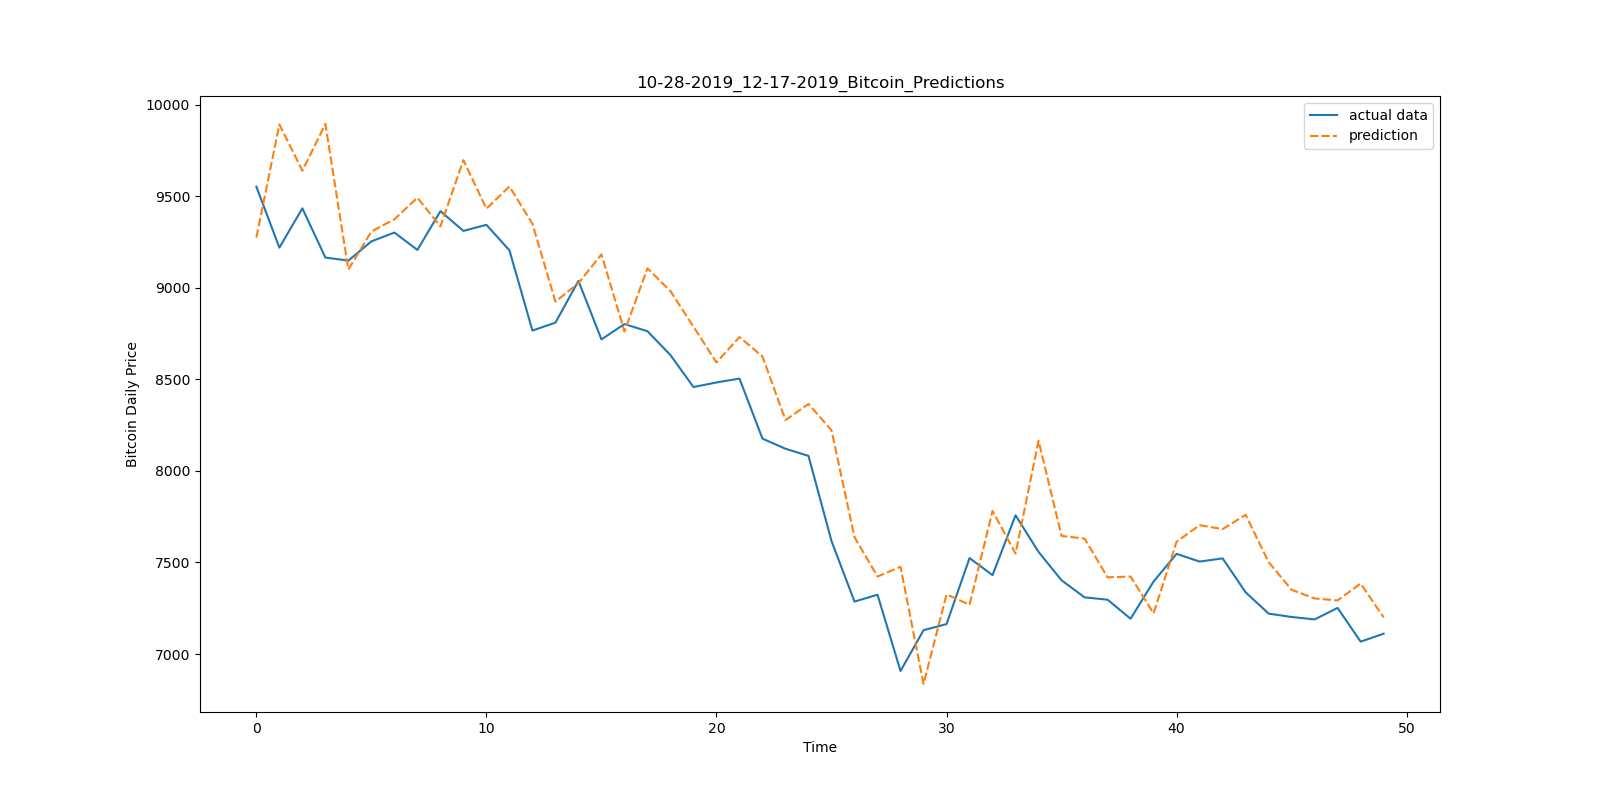 10-28-2019_12-17-2019_Bitcoin_Predictions
actual data
prediction
Bitcoin Daily Price
10000
9500
9000
8500
8000
7500
7000
0
10
20
30
40
50
Time